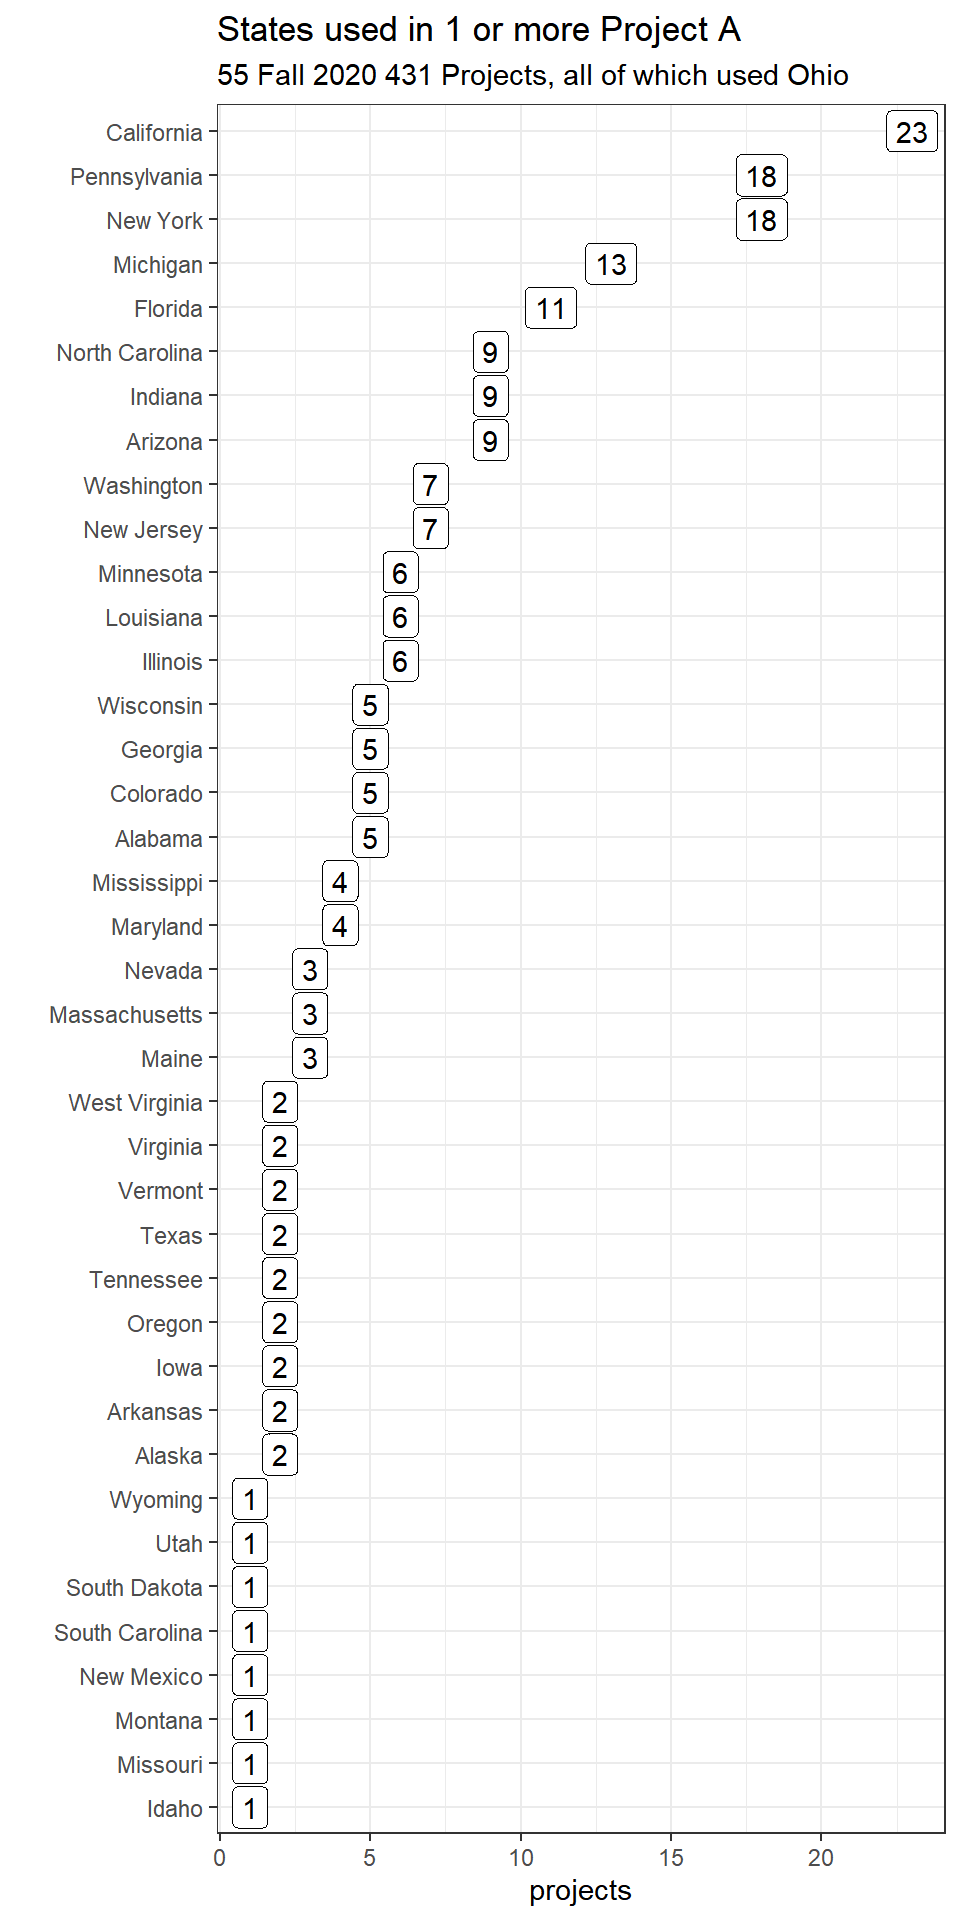 States used in 1 or more Project A
55 Fall 2020 431 Projects, all of which used Ohio
California 23
Pennsylvania 18
New York 18
Michigan 13
Florida 11
North Carolina 9
Indiana 9
Arizona 9
Washington 7
New Jersey 7
Minnesota 6
Louisiana 6
Illinois 6
Wisconsin 5
Georgia 5
Colorado 5
Alabama 5
Mississippi 4
Maryland 4
Nevada 3
Massachusetts 3
Maine 3
West Virginia 2
Virginia 2
Vermont 2
Texas 2
Tennessee 2
Oregon 2
Iowa 2
Arkansas 2
Alaska 2
Wyoming 1
Utah 1
South Dakota 1
South Carolina 1
New Mexico 1
Montana 1
Missouri 1
Idaho 1
0 5 10 15 20
projects